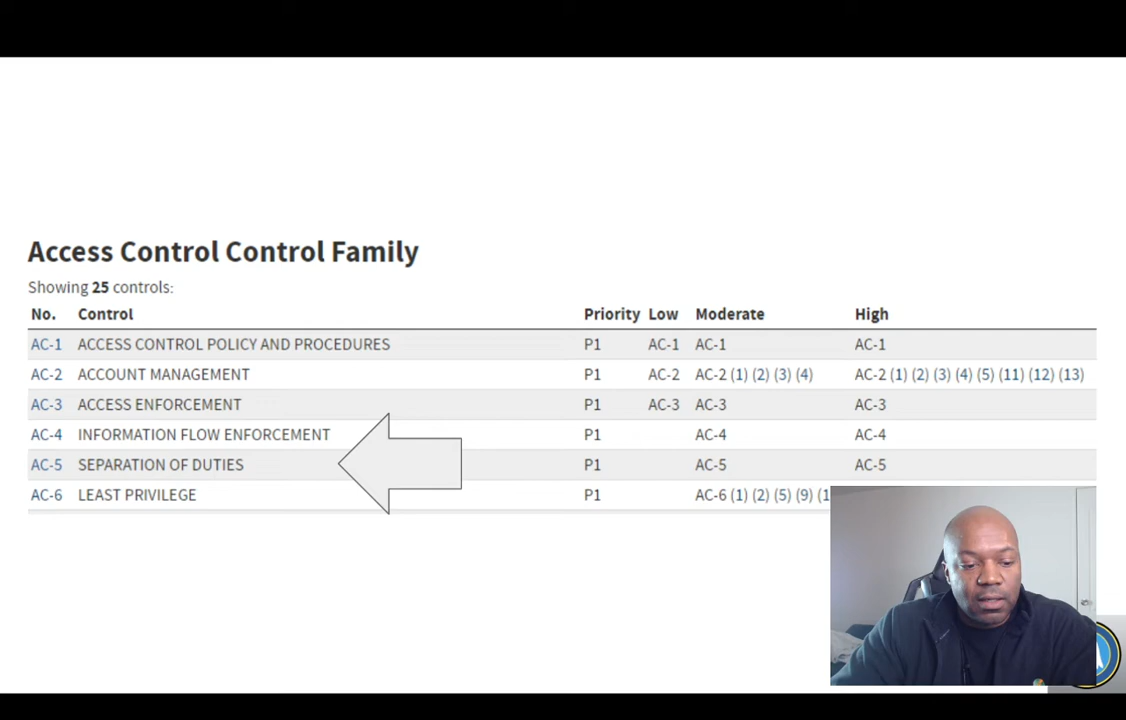 Access Control Control Family
Showing 25 controls:
No. Control Priority Low Moderate High
AC-1 ACCESS CONTROL POLICY AND PROCEDURES P1 AC-1 AC-1 AC-1
AC-2 ACCOUNT MANAGEMENT P1 AC-2 AC-2 (1) (2) (3) (4) AC-2 (1) (2) (3) (4) (5) (11) (12) (13)
AC-3 ACCESS ENFORCEMENT P1 AC-3 AC-3 AC-3
AC-4 INFORMATION FLOW ENFORCEMENT P1 AC-4 AC-4
AC-5 SEPARATION OF DUTIES P1 AC-5 AC-5
AC-6 LEAST PRIVILEGE P1 AC-6 (1) (2) (5) (9) (1